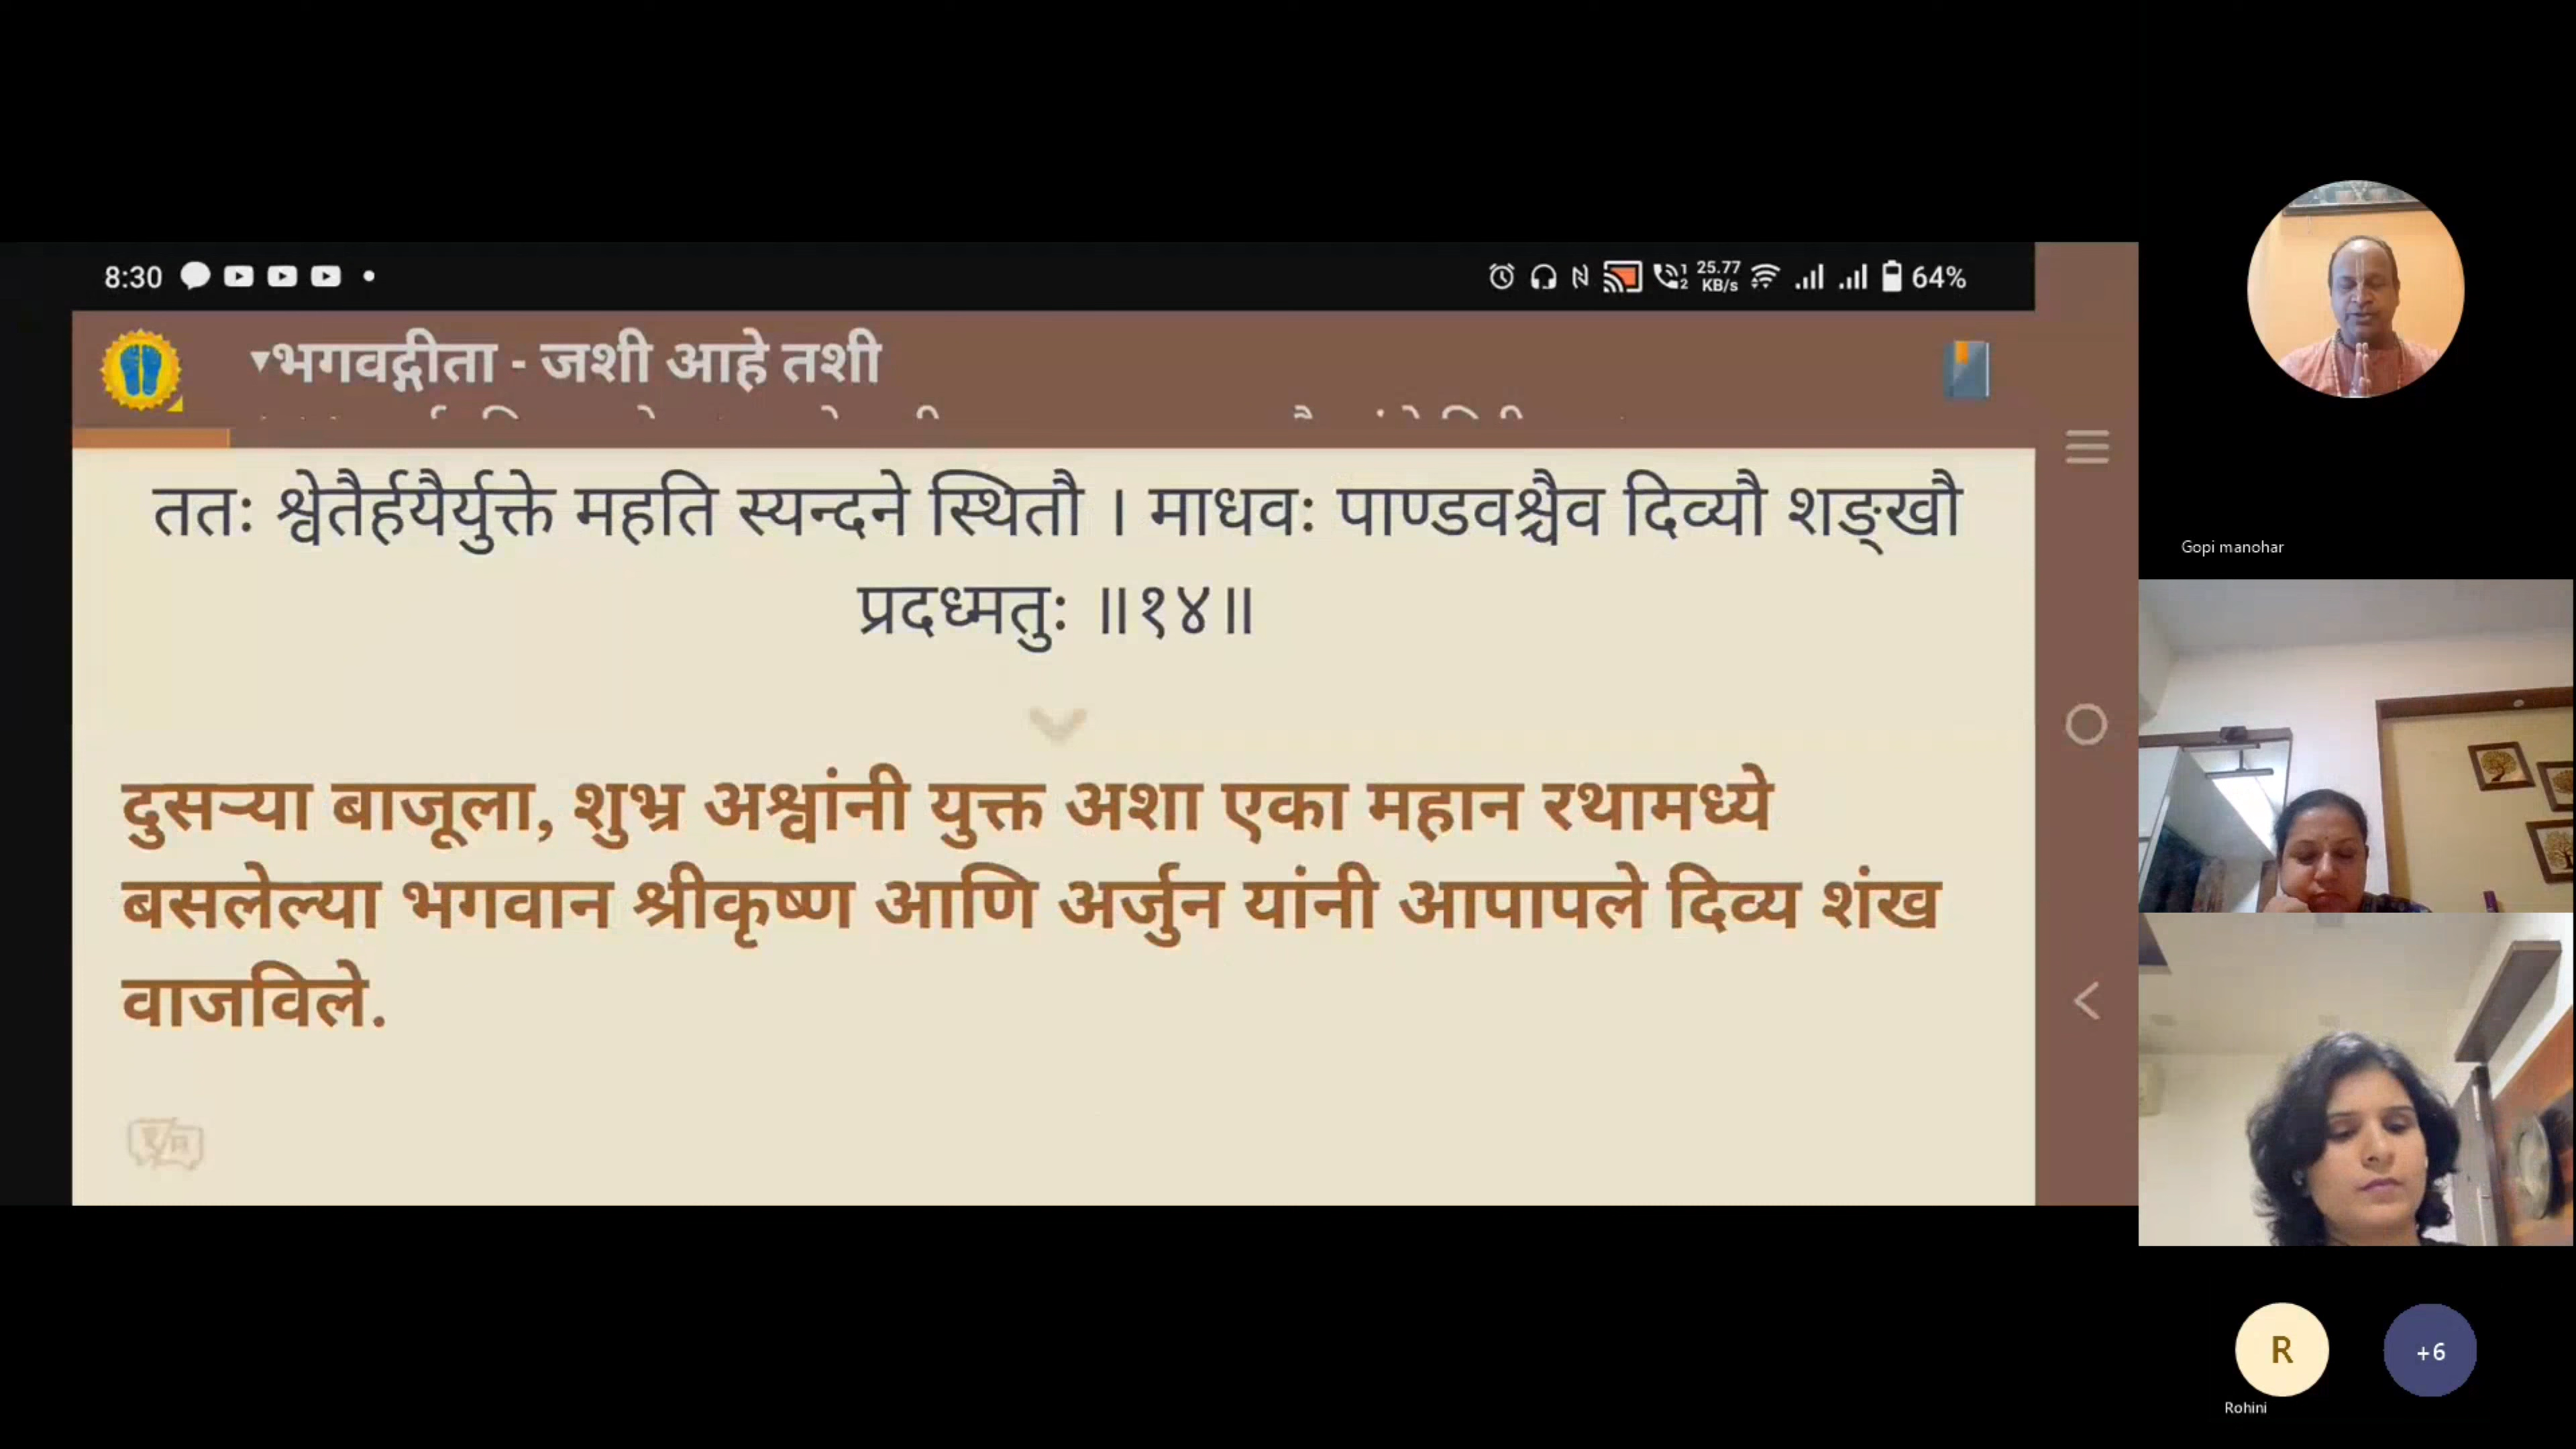 8:30
25.77
KB/s
64%
▾भगवद्गीता - जशी आहे तशी
ततः श्वेतैर्हयैर्युक्ते महति स्यन्दने स्थितौ । माधवः पाण्डवश्चैव दिव्यौ शङ्खौ
प्रदध्मतुः ॥१४॥
दुसऱ्या बाजूला, शुभ्र अश्वांनी युक्त अशा एका महान रथामध्ये
बसलेल्या भगवान श्रीकृष्ण आणि अर्जुन यांनी आपापले दिव्य शंख
वाजविले.
Gopi manohar
R
+6
Rohini